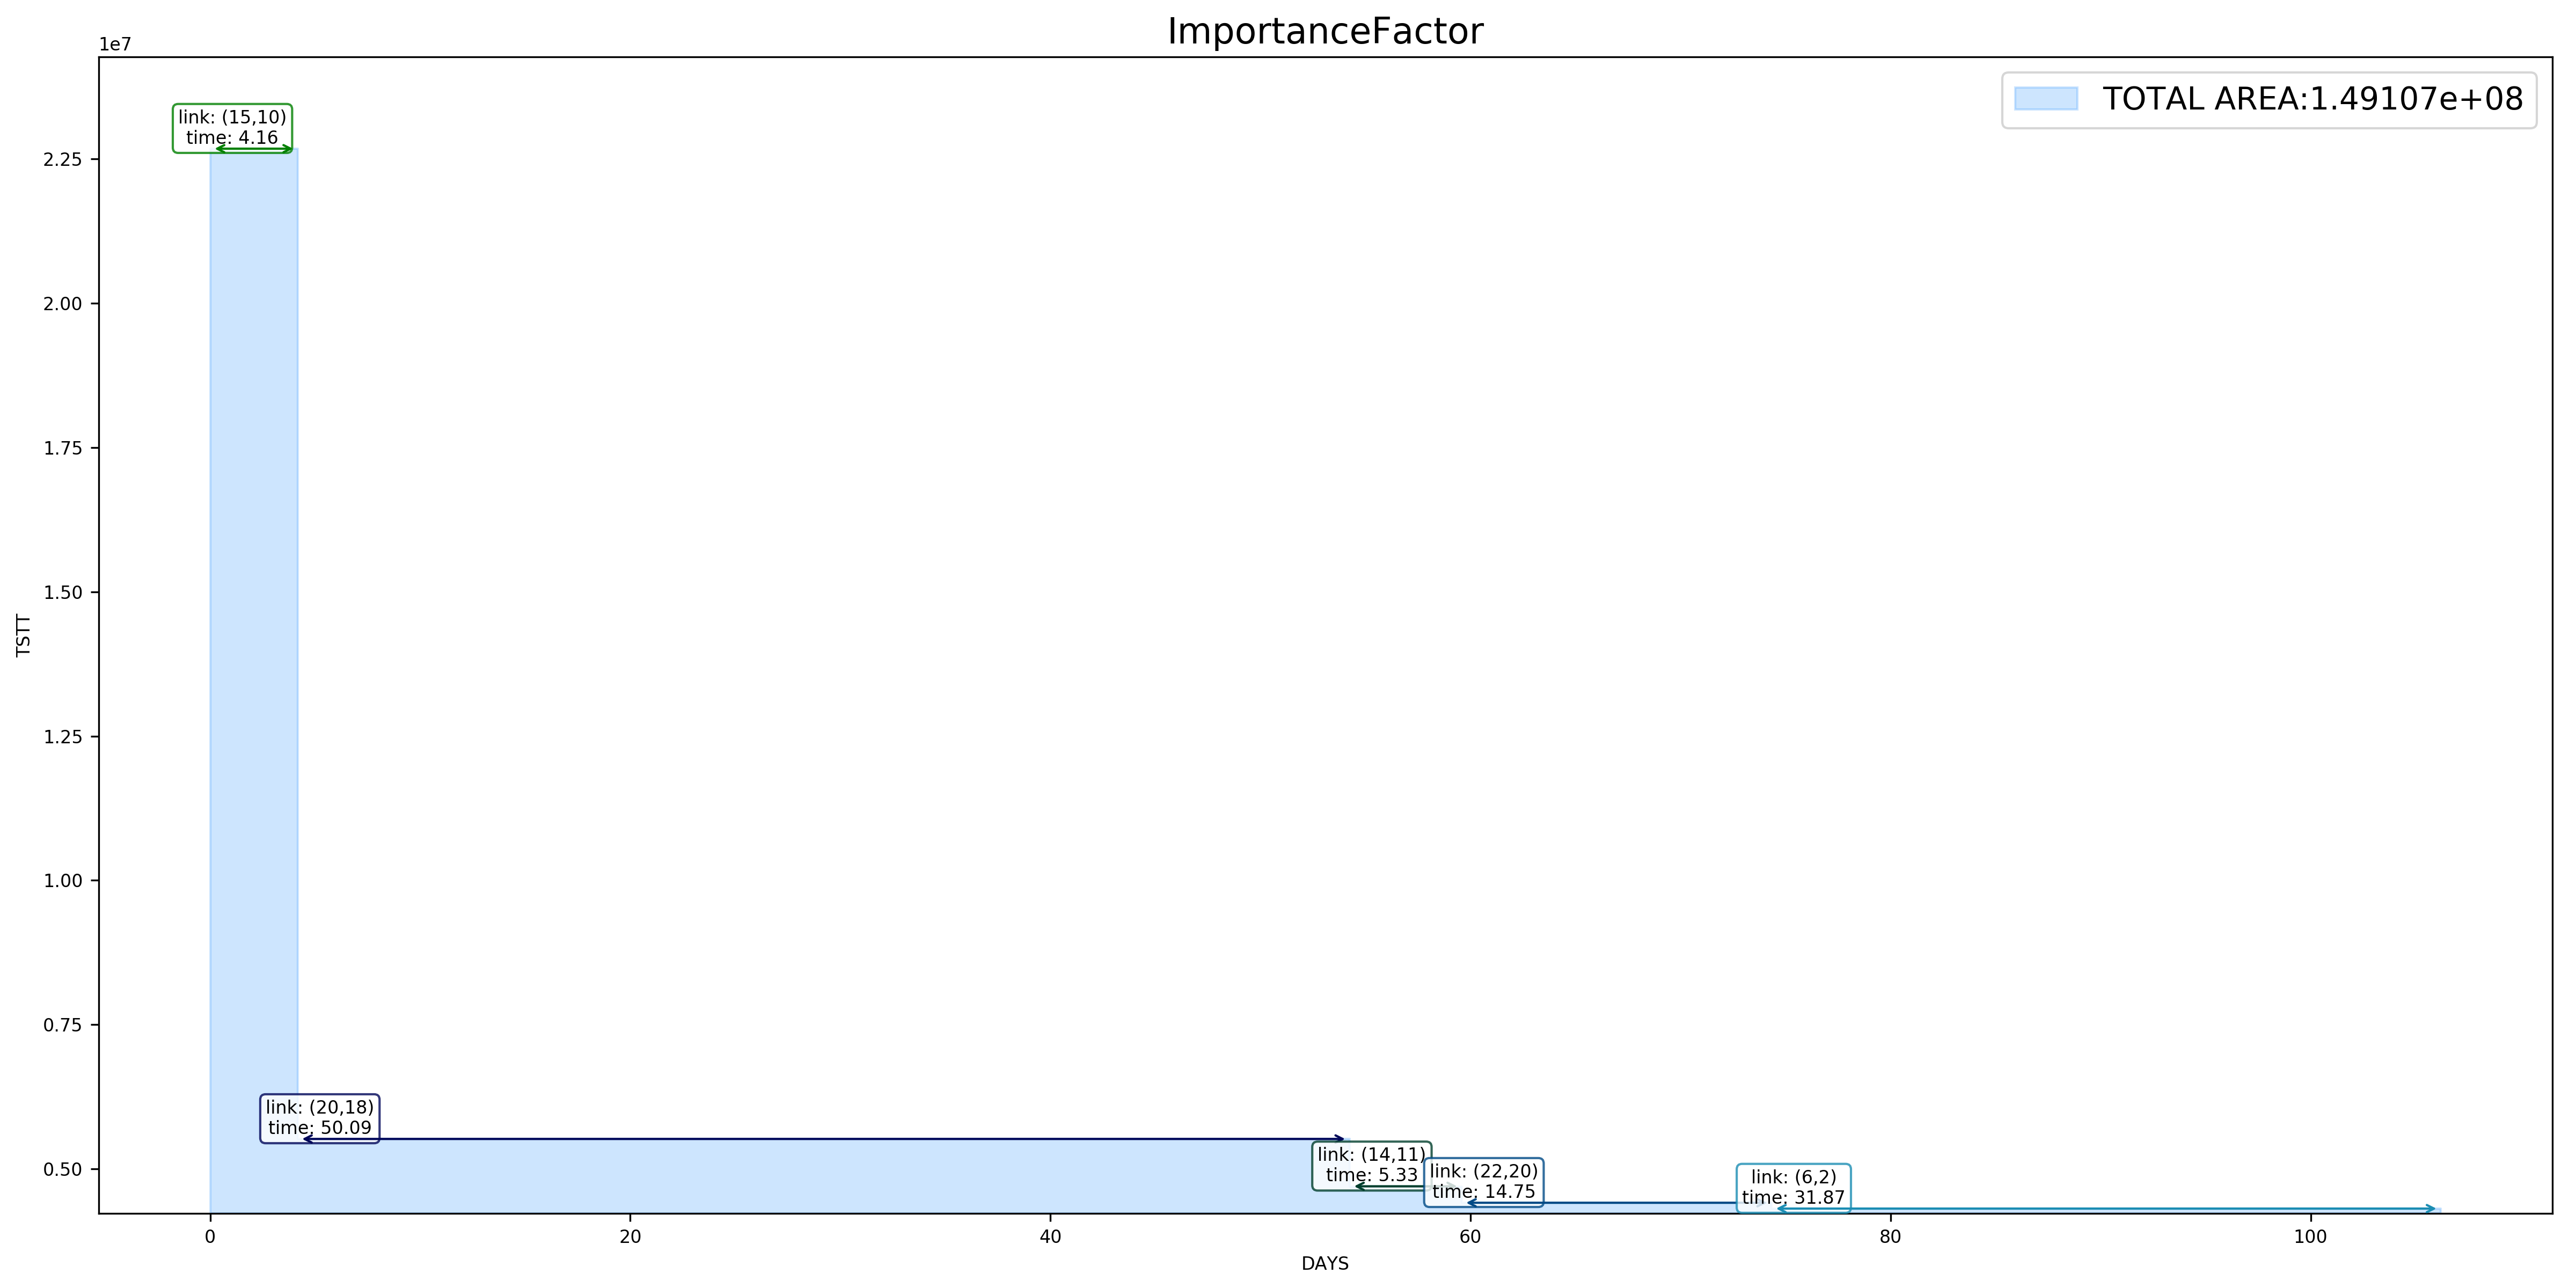 ImportanceFactor
1e7
TOTAL AREA:1.49107e+08
link: (15,10)
time: 4.16
2.25
2.00
1.75
1.50
TSTT
1.25
1.00
0.75
link: (20,18)
time: 50.09
link: (14,11)
time: 5.33
link: (22,20)
time: 14.75
link: (6,2)
time: 31.87
0.50
0
20
40
60
80
100
DAYS